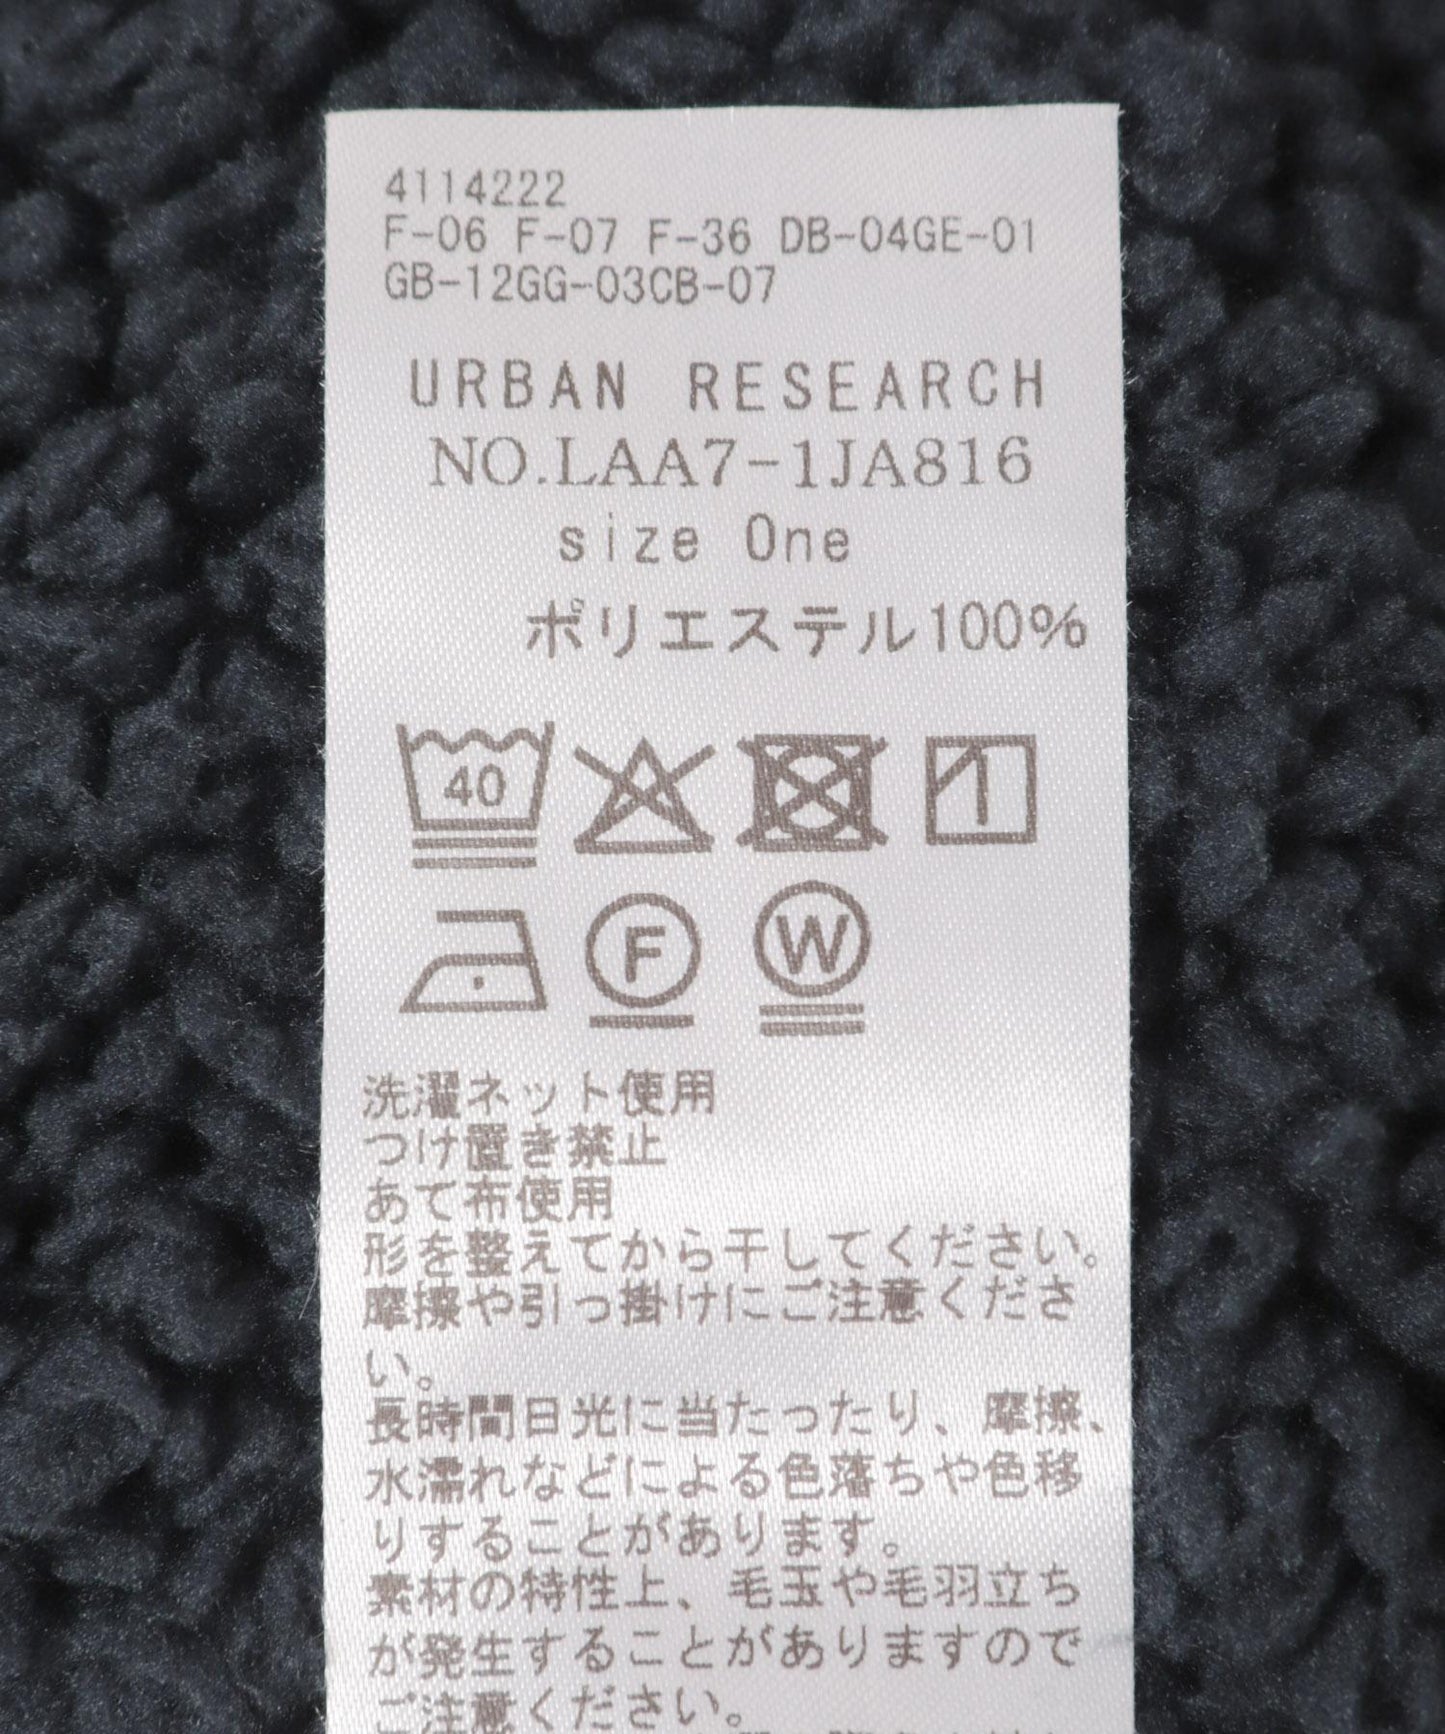 4114222
F-06 F-07 F-36 DB-04GE-01
GB-12GG-03CB-07
URBAN RESEARCH
NO.LAA7-1JA816
size One
ポリエステル100%
40
F
W
洗濯ネット使用
つけ置き禁止
あて布使用
形を整えてから干してください。
摩擦や引っ掛けにご注意くださ
い。
長時間日光に当たったり、摩擦、
水濡れなどによる色落ちや色移
りすることがあります。
素材の特性上、毛玉や毛羽立ち
が発生することがありますので
ご注意ください。